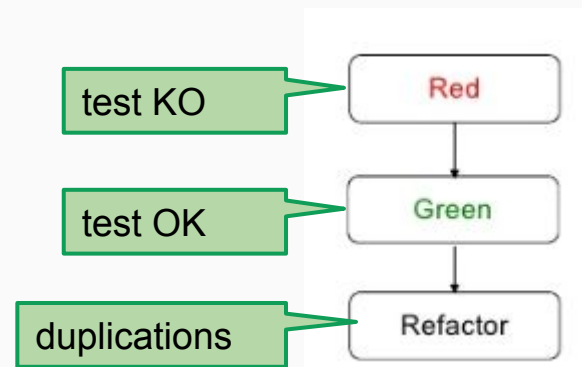 test KO
Red
test OK
Green
duplications
Refactor